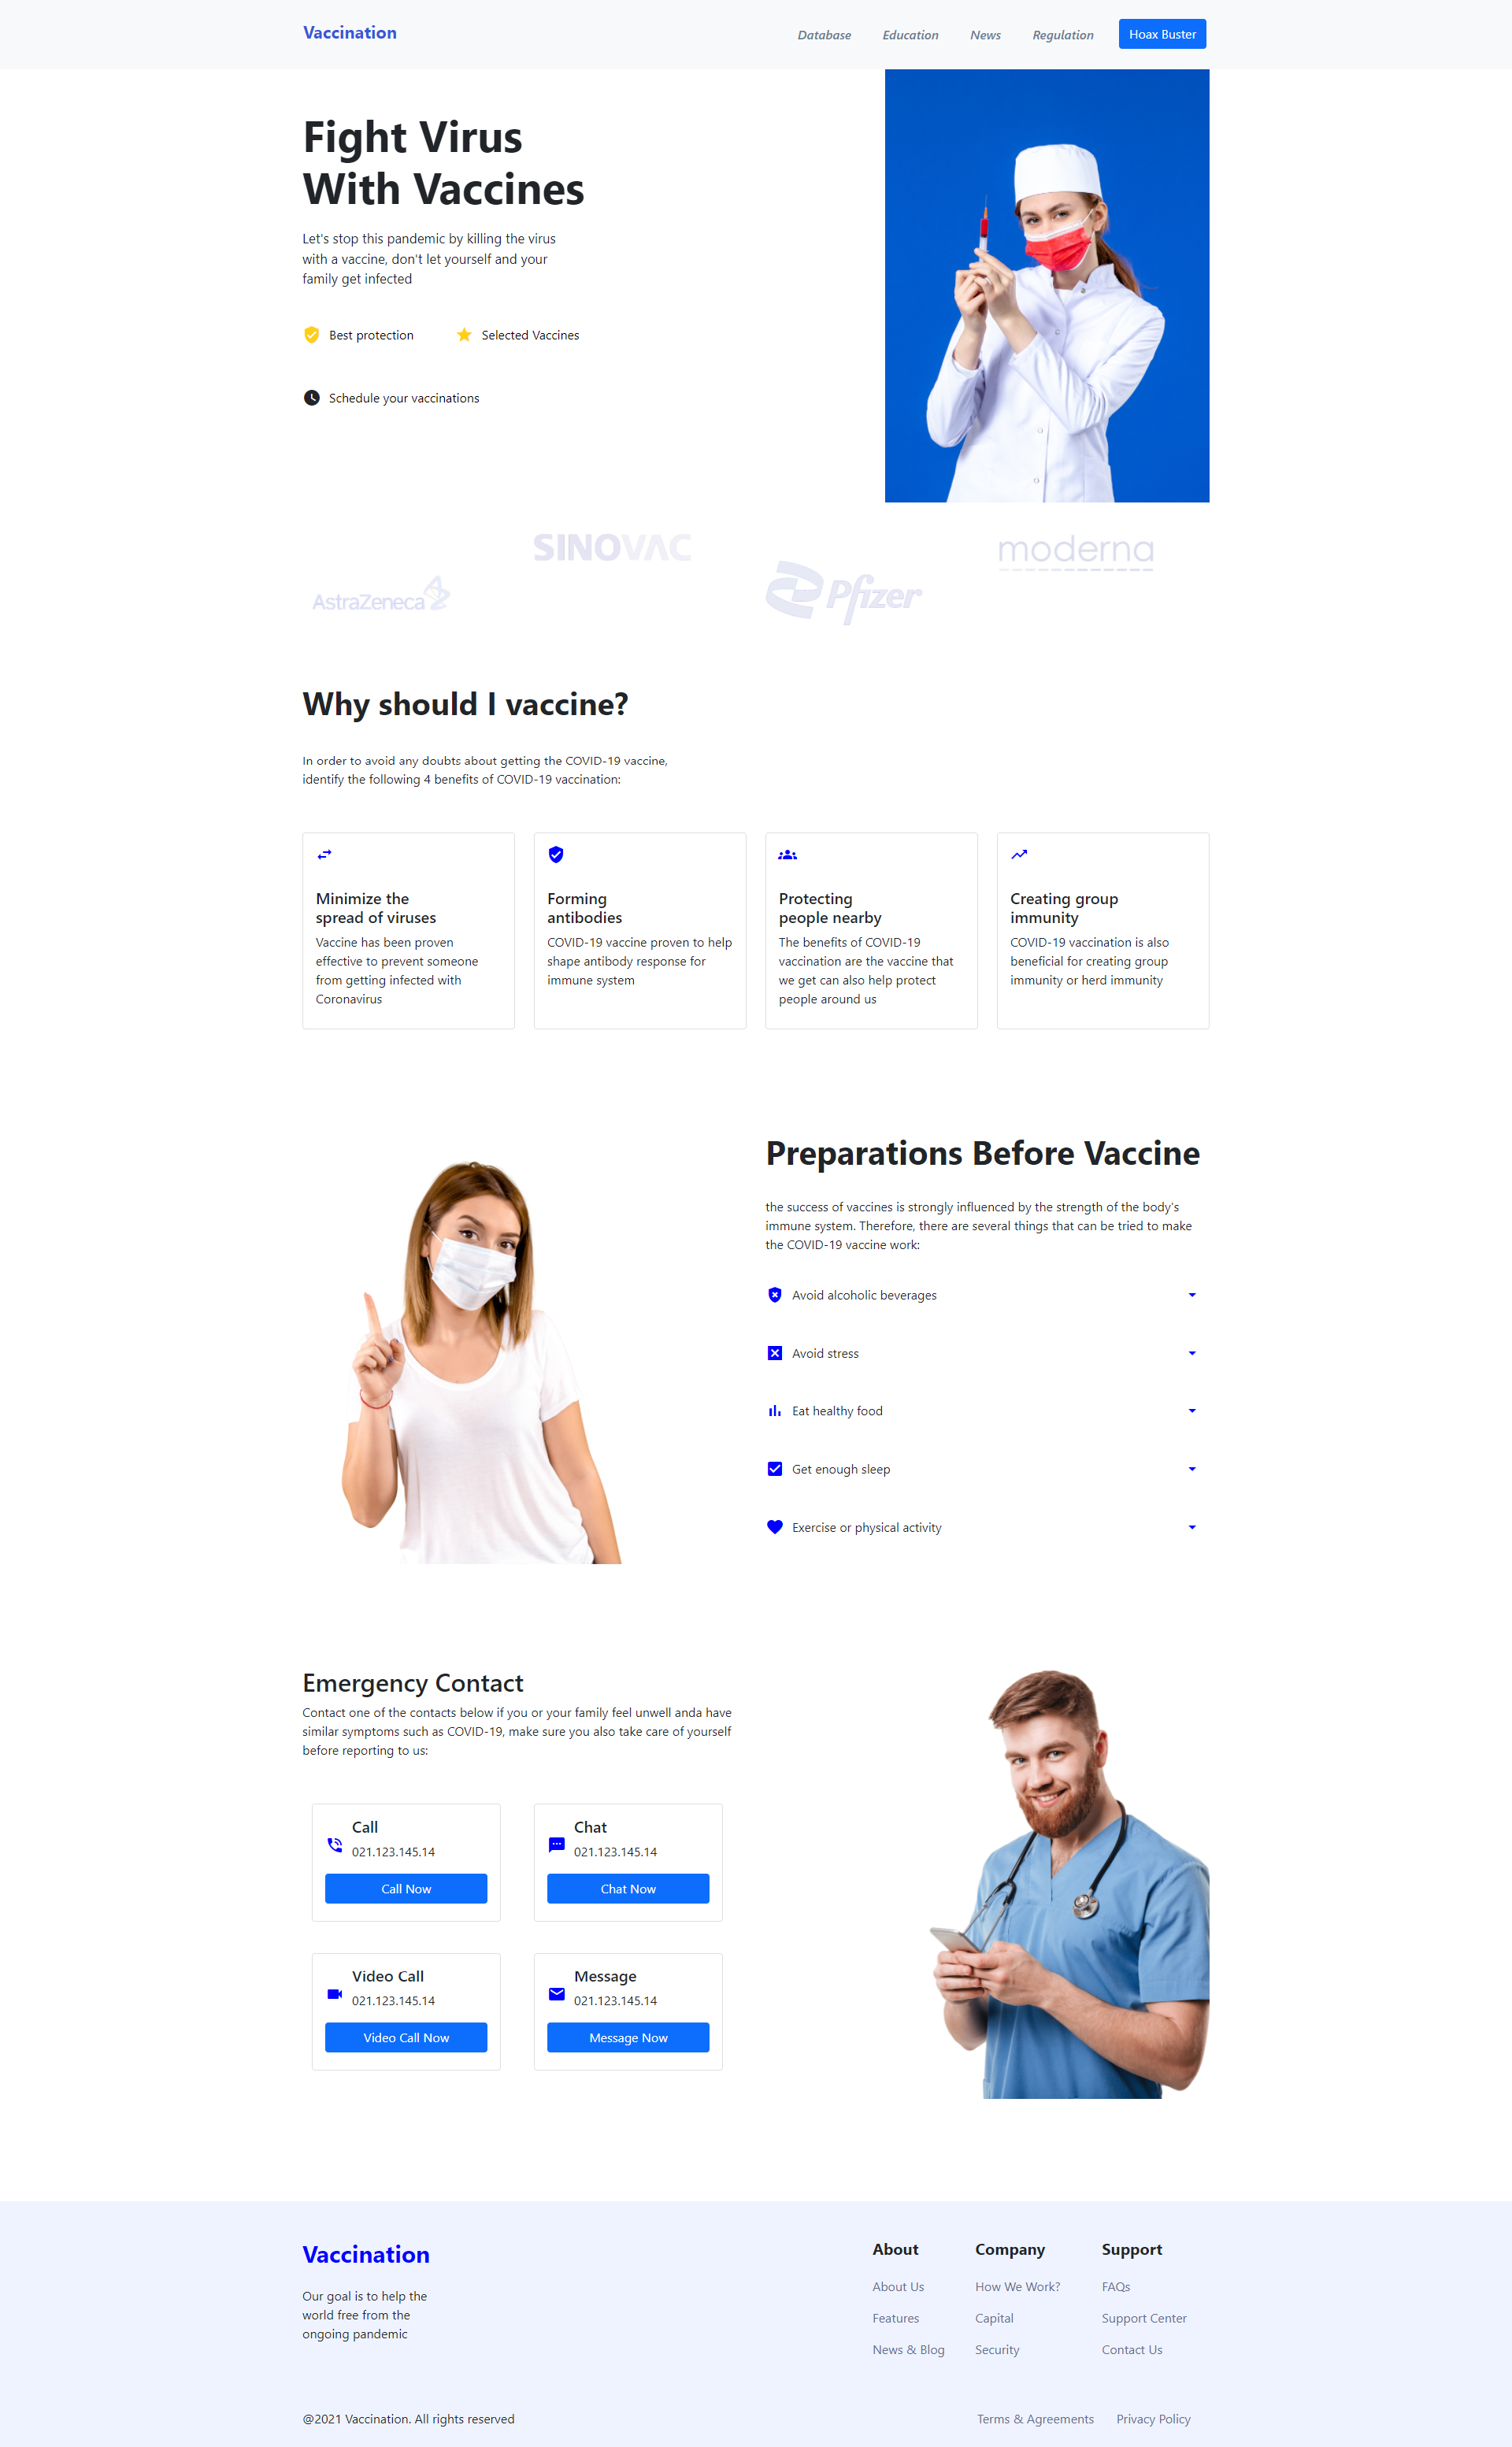 Vaccination
Database
Education
News
Regulation
Hoax Buster
Fight Virus
With Vaccines
Let's stop this pandemic by killing the virus
with a vaccine, don't let yourself and your
family get infected
Best protection
Selected Vaccines
Schedule your vaccinations
AstraZeneca
SINOVAC
Pfizer
moderna
Why should I vaccine?
In order to avoid any doubts about getting the COVID-19 vaccine,
identify the following 4 benefits of COVID-19 vaccination:
Minimize the
spread of viruses
Vaccine has been proven
effective to prevent someone
from getting infected with
Coronavirus
Forming
antibodies
COVID-19 vaccine proven to help
shape antibody response for
immune system
Protecting
people nearby
The benefits of COVID-19
vaccination are the vaccine that
we get can also help protect
people around us
Creating group
immunity
COVID-19 vaccination is also
beneficial for creating group
immunity or herd immunity
Preparations Before Vaccine
the success of vaccines is strongly influenced by the strength of the body's
immune system. Therefore, there are several things that can be tried to make
the COVID-19 vaccine work:
Avoid alcoholic beverages
Avoid stress
Eat healthy food
Get enough sleep
Exercise or physical activity
Emergency Contact
Contact one of the contacts below if you or your family feel unwell anda have
similar symptoms such as COVID-19, make sure you also take care of yourself
before reporting to us:
Call
021.123.145.14
Call Now
Chat
021.123.145.14
Chat Now
Video Call
021.123.145.14
Video Call Now
Message
021.123.145.14
Message Now
Vaccination
Our goal is to help the
world free from the
ongoing pandemic
About
About Us
Features
News & Blog
Company
How We Work?
Capital
Security
Support
FAQs
Support Center
Contact Us
@2021 Vaccination. All rights reserved
Terms & Agreements
Privacy Policy